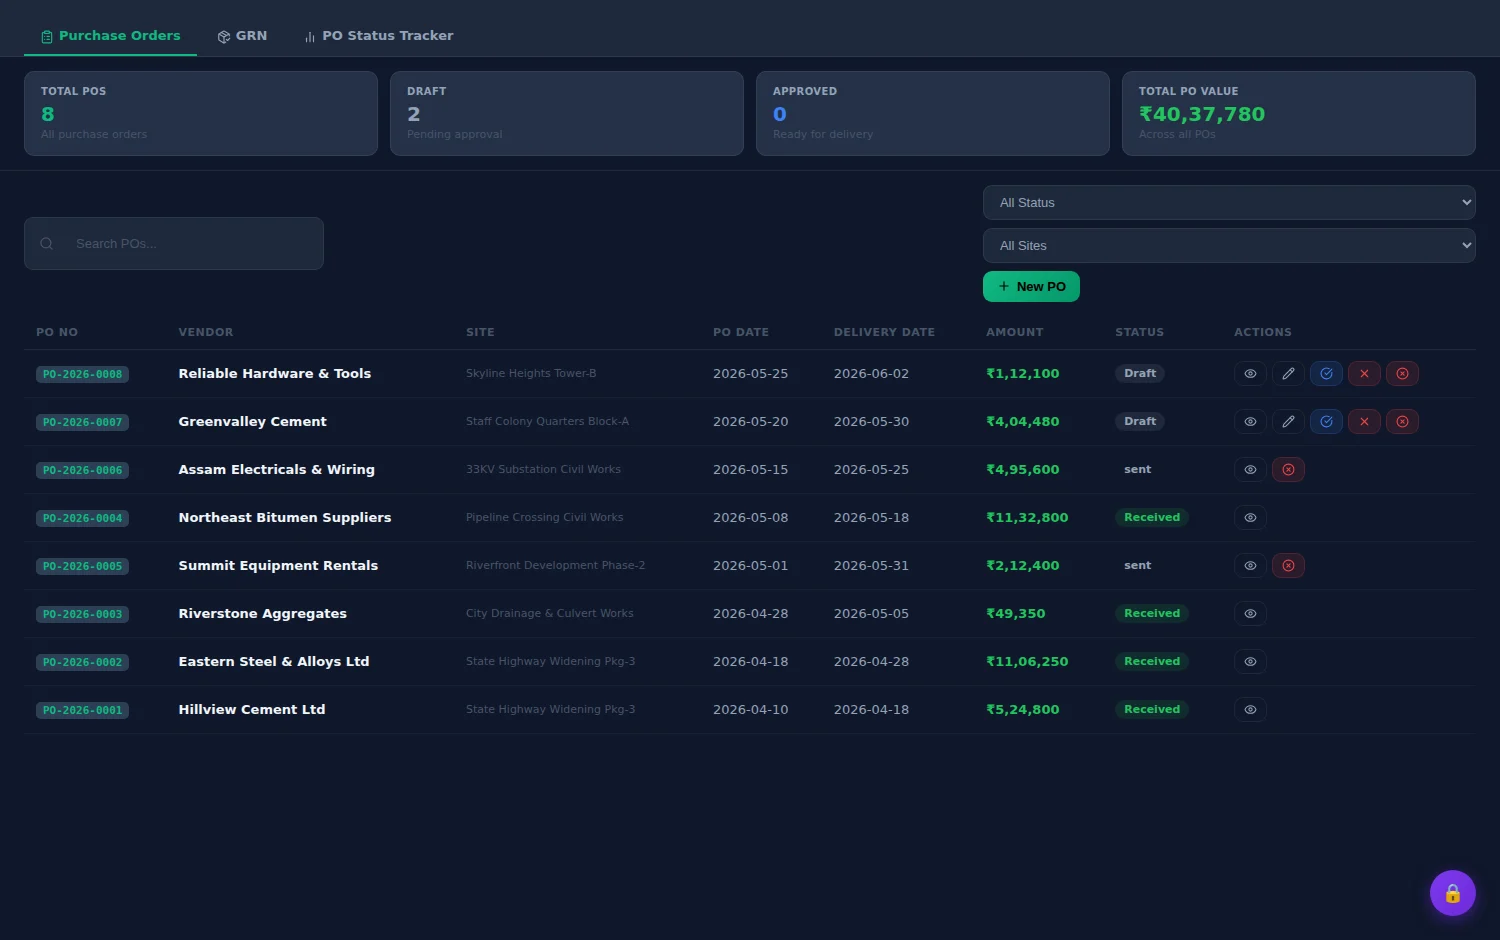 Purchase Orders GRN PO Status Tracker
TOTAL POS
8
All purchase orders
DRAFT
2
Pending approval
APPROVED
0
Ready for delivery
TOTAL PO VALUE
₹40,37,780
Across all POs
Search POs...
All Status
All Sites
New PO
PO NO VENDOR SITE PO DATE DELIVERY DATE AMOUNT STATUS ACTIONS
PO-2026-0008 Reliable Hardware & Tools Skyline Heights Tower-B 2026-05-25 2026-06-02 ₹1,12,100 Draft
PO-2026-0007 Greenvalley Cement Staff Colony Quarters Block-A 2026-05-20 2026-05-30 ₹4,04,480 Draft
PO-2026-0006 Assam Electricals & Wiring 33KV Substation Civil Works 2026-05-15 2026-05-25 ₹4,95,600 sent
PO-2026-0004 Northeast Bitumen Suppliers Pipeline Crossing Civil Works 2026-05-08 2026-05-18 ₹11,32,800 Received
PO-2026-0005 Summit Equipment Rentals Riverfront Development Phase-2 2026-05-01 2026-05-31 ₹2,12,400 sent
PO-2026-0003 Riverstone Aggregates City Drainage & Culvert Works 2026-04-28 2026-05-05 ₹49,350 Received
PO-2026-0002 Eastern Steel & Alloys Ltd State Highway Widening Pkg-3 2026-04-18 2026-04-28 ₹11,06,250 Received
PO-2026-0001 Hillview Cement Ltd State Highway Widening Pkg-3 2026-04-10 2026-04-18 ₹5,24,800 Received